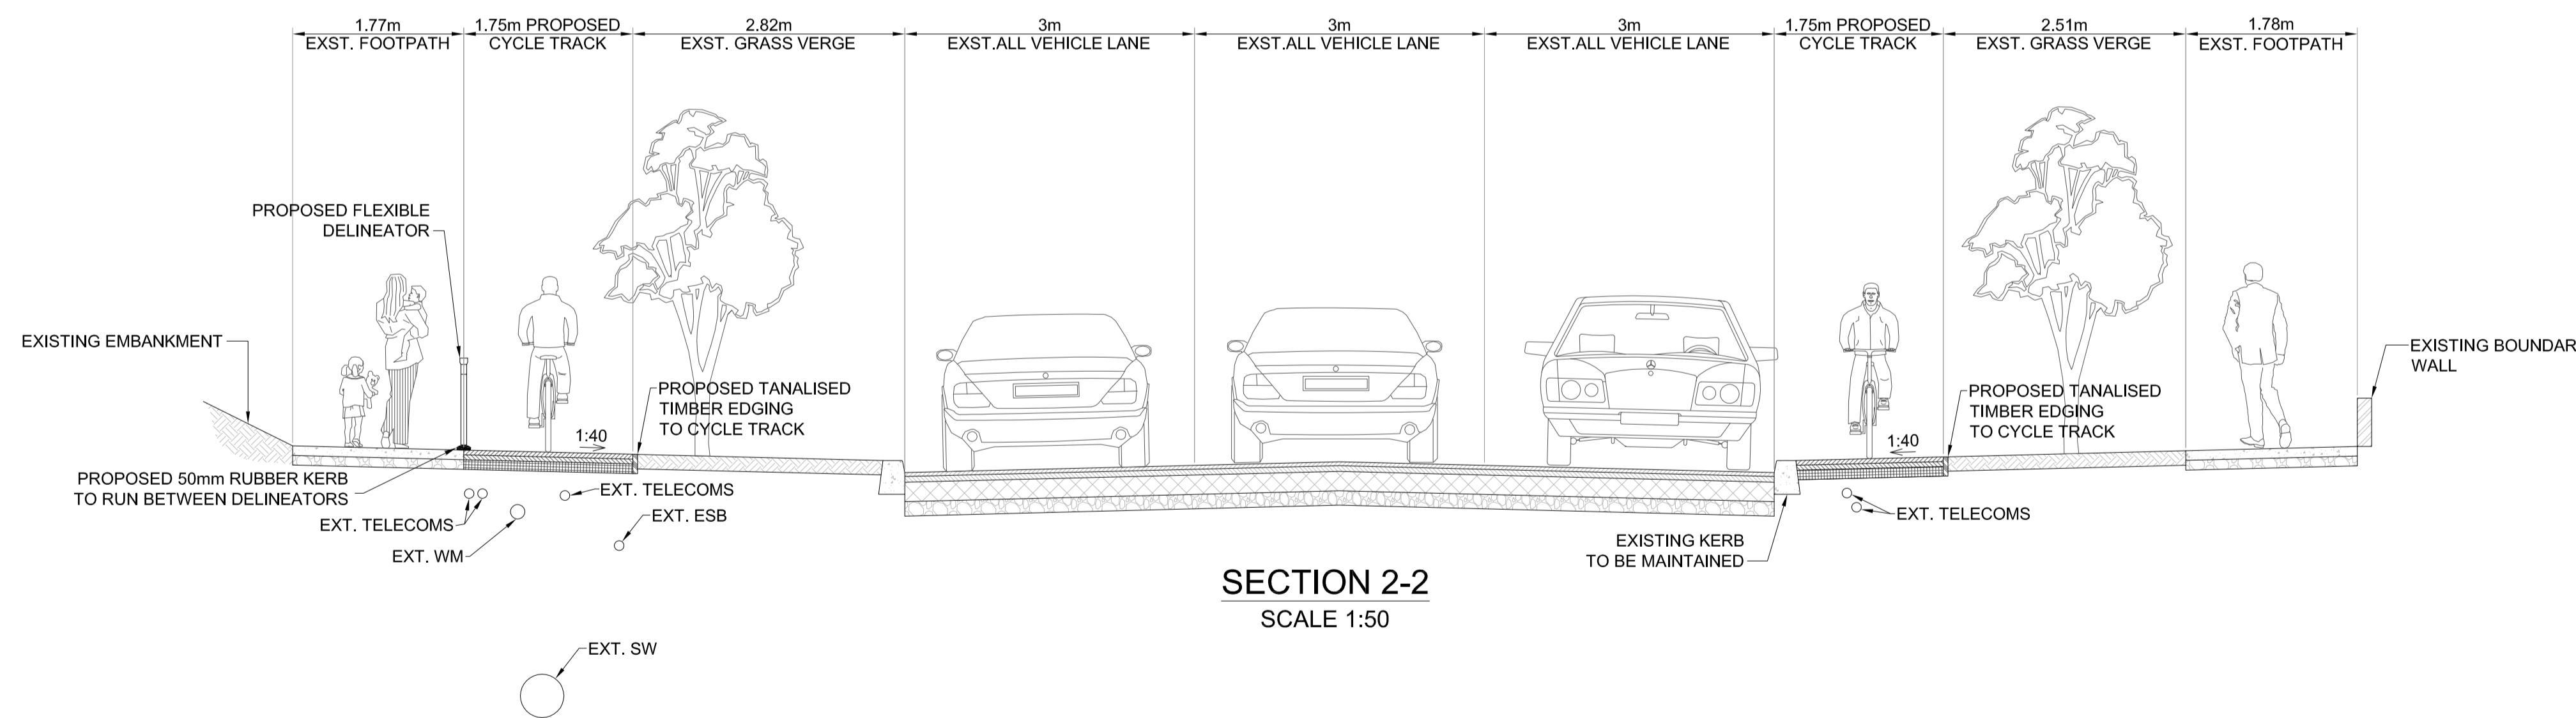 1.77m
EXST. FOOTPATH
1.75m PROPOSED
CYCLE TRACK
2.82m
EXST. GRASS VERGE
3m
EXST.ALL VEHICLE LANE
3m
EXST.ALL VEHICLE LANE
3m
EXST.ALL VEHICLE LANE
1.75m PROPOSED
CYCLE TRACK
2.51m
EXST. GRASS VERGE
1.78m
EXST. FOOTPATH
PROPOSED FLEXIBLE
DELINEATOR
EXISTING EMBANKMENT
PROPOSED TANALISED
TIMBER EDGING
TO CYCLE TRACK
1:40
PROPOSED 50mm RUBBER KERB
TO RUN BETWEEN DELINEATORS
EXT. TELECOMS
EXT. TELECOMS
EXT. ESB
EXT. WM
EXT. SW
EXISTING BOUNDAR
WALL
PROPOSED TANALISED
TIMBER EDGING
TO CYCLE TRACK
1:40
EXT. TELECOMS
EXISTING KERB
TO BE MAINTAINED
SECTION 2-2
SCALE 1:50